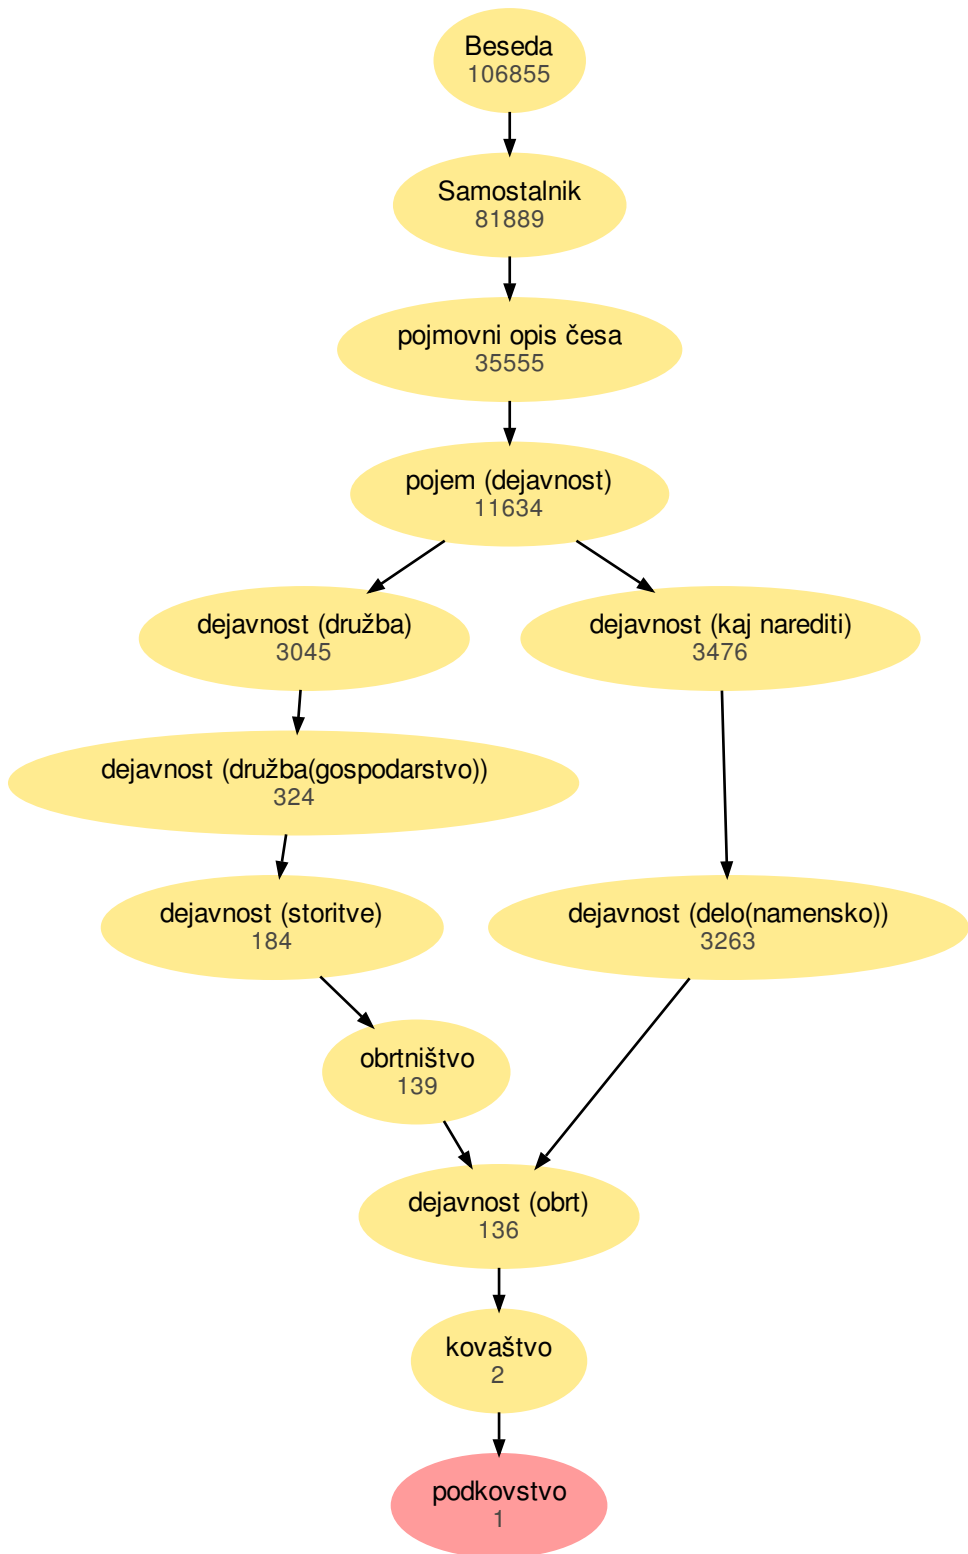 Beseda
106855
Samostalnik
81889
pojmovni opis česa
35555
pojem (dejavnost)
11634
dejavnost (družba)
3045
dejavnost (kaj narediti)
3476
dejavnost (družba(gospodarstvo))
324
dejavnost (storitve)
184
dejavnost (delo(namensko))
3263
obrtništvo
139
dejavnost (obrt)
136
kovaštvo
2
podkovstvo
1